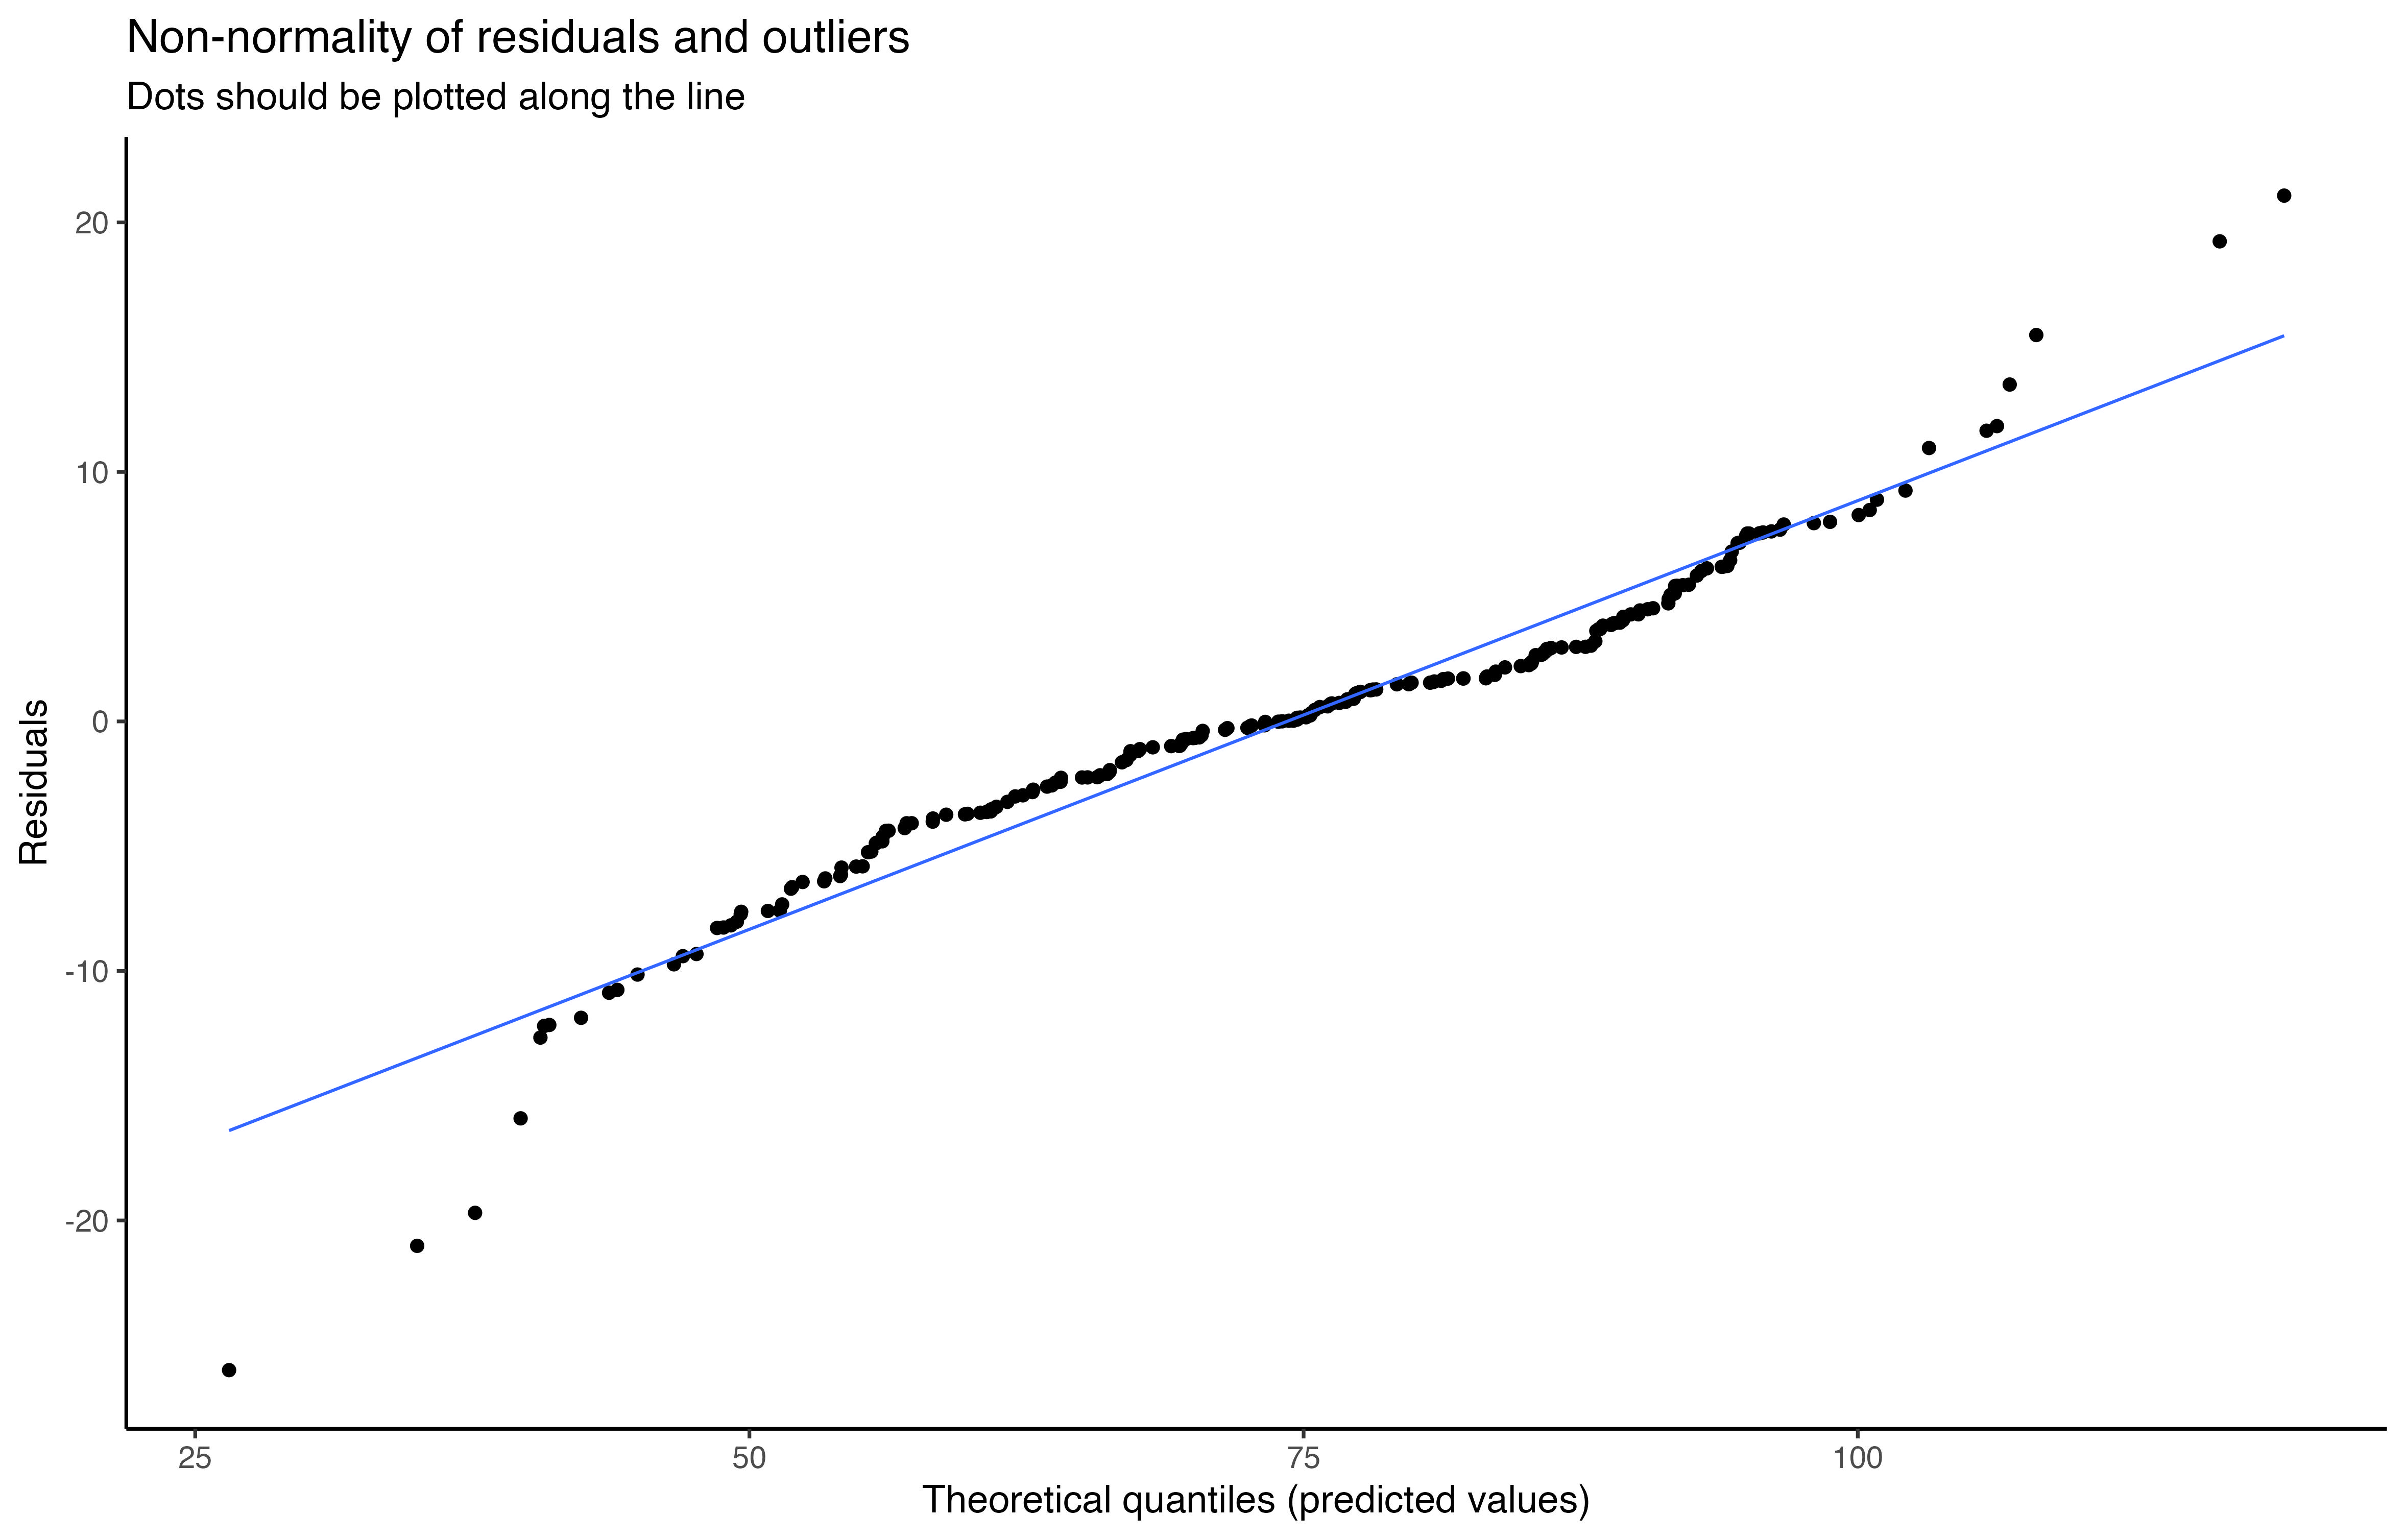 Non-normality of residuals and outliers
Dots should be plotted along the line
20
10
0
-10
-20
Residuals
25 50 75 100
Theoretical quantiles (predicted values)